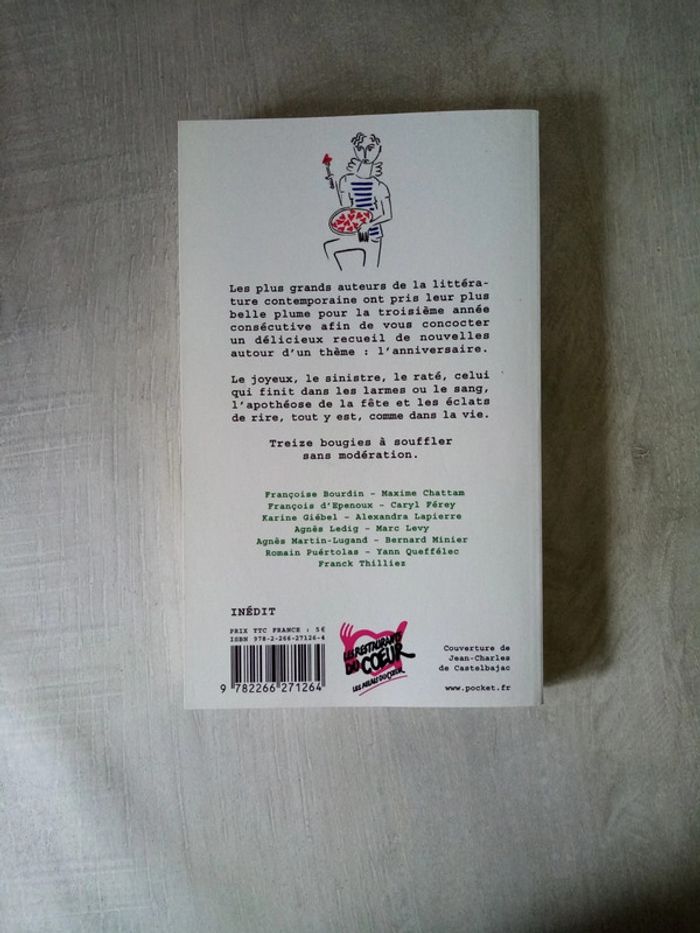 Les plus grands auteurs de la littéra-
ture contemporaine ont pris leur plus
belle plume pour la troisième année
consécutive afin de vous concocter
un délicieux recueil de nouvelles
autour d'un thème : l'anniversaire.
Le joyeux, le sinistre, le raté, celui
qui finit dans les larmes ou le sang,
l'apothéose de la fête et les éclats
de rire, tout y est, comme dans la vie.
Treize bougies à souffler
sans modération.
Françoise Bourdin - Maxime Chattam
François d'Epenoux - Caryl Férey
Karine Giébel - Alexandra Lapierre
Agnès Ledig - Marc Levy
Agnès Martin-Lugand - Bernard Minier
Romain Puértolas - Yann Queffélec
Franck Thilliez
INÉDIT
PRIX TTC FRANCE : 5€
ISBN 978-2-266-27126-4
9 782266 271264
LES RESTAURANTS
DU CŒUR
LES RELAIS DU CŒUR
Couverture de
Jean-Charles
de Castelbajac
www.pocket.fr